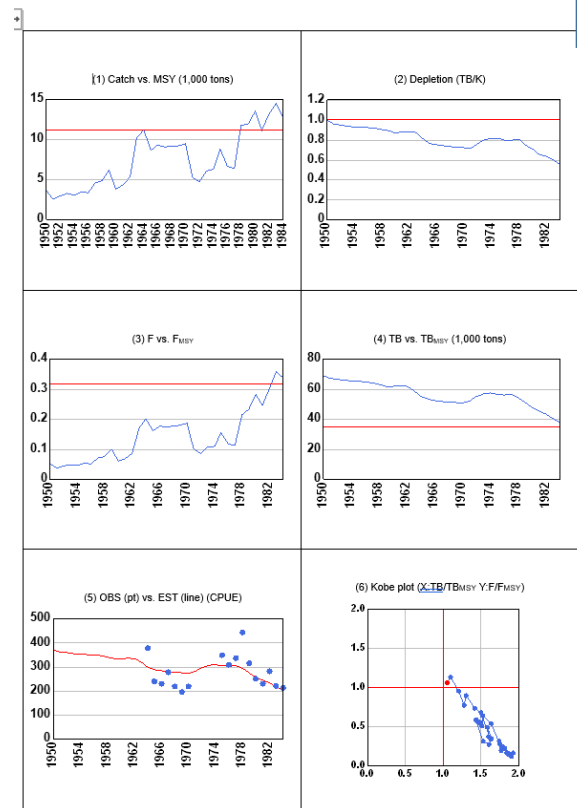 (1) Catch vs. MSY (1,000 tons)
15
10
5
0
1950 1952 1954 1956 1958 1960 1962 1964 1966 1968 1970 1972 1974 1976 1978 1980 1982 1984
(2) Depletion (TB/K)
1.2
1.0
0.8
0.6
0.4
0.2
0
1950 1954 1958 1962 1966 1970 1974 1978 1982
(3) F vs. FMSY
0.4
0.3
0.2
0.1
0
1950 1954 1958 1962 1966 1970 1974 1978 1982
(4) TB vs. TBMSY (1,000 tons)
80
60
40
20
0
1950 1954 1958 1962 1966 1970 1974 1978 1982
(5) OBS (pt) vs. EST (line) (CPUE)
500
400
300
200
100
0
1950 1954 1958 1962 1966 1970 1974 1978 1982
(6) Kobe plot (X:TB/TBMSY Y:F/FMSY)
2.0
1.0
0.5
0.0
0.0 0.5 1.0 1.5 2.0